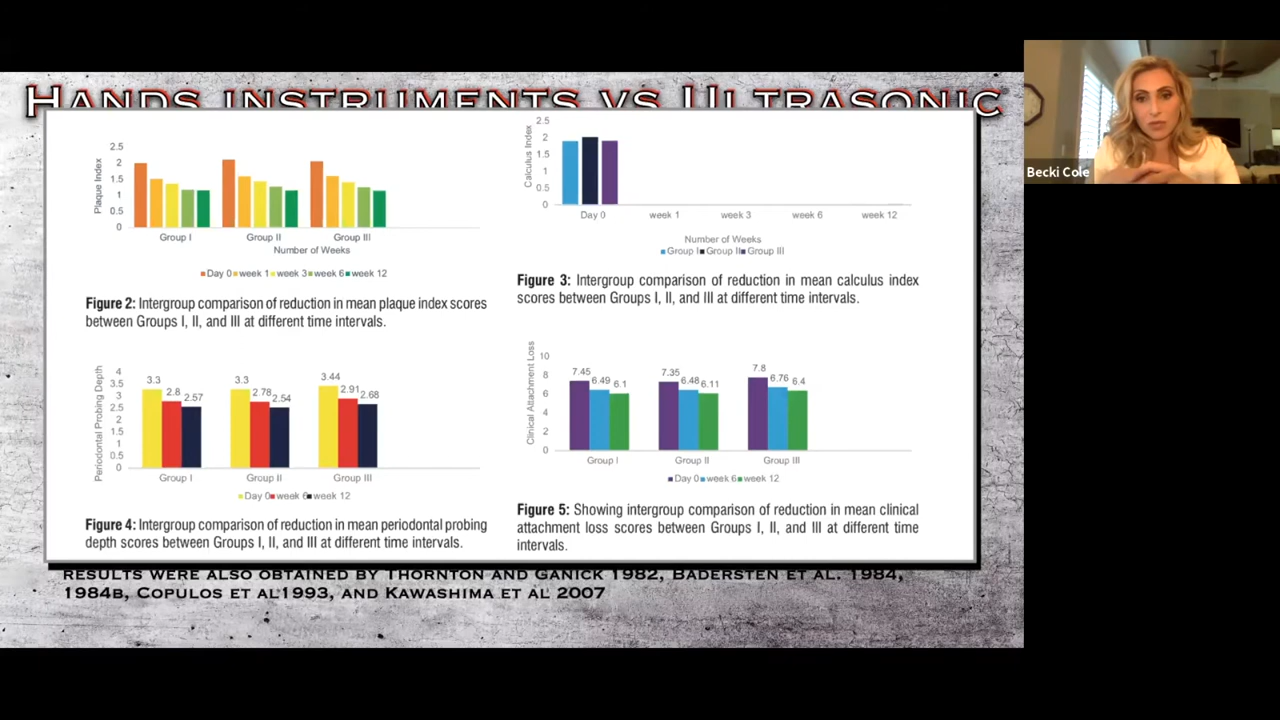 HANDS INSTRUMENTS VS ULTRASONIC
Becki Cole
2.5
2
1.5
1
0.5
0
Plaque Index
Group I Group II Group III
Number of Weeks
Day 0 week 1 week 3 week 6 week 12
Figure 2: Intergroup comparison of reduction in mean plaque index scores
between Groups I, II, and III at different time intervals.
2.5
2
1.5
1
0.5
0
Calculus Index
Day 0 week 1 week 3 week 6 week 12
Number of Weeks
Group I Group II Group III
Figure 3: Intergroup comparison of reduction in mean calculus index
scores between Groups I, II, and III at different time intervals.
4
3.5
3
2.5
2
1.5
1
0.5
0
Periodontal Probing Depth
3.3 2.8 2.57 3.3 2.78 2.54 3.44 2.91 2.68
Group I Group II Group III
Day 0 week 6 week 12
Figure 4: Intergroup comparison of reduction in mean periodontal probing
depth scores between Groups I, II, and III at different time intervals.
10
8
6
4
2
0
Clinical Attachment Loss
7.45 6.49 6.1 7.35 6.48 6.11 7.8 6.76 6.4
Group I Group II Group III
Day 0 week 6 week 12
Figure 5: Showing intergroup comparison of reduction in mean clinical
attachment loss scores between Groups I, II, and III at different time
intervals.
RESULTS WERE ALSO OBTAINED BY THORNTON AND GANICK 1982, BADERSTEN ET AL. 1984,
1984B, COPULOS ET AL 1993, AND KAWASHIMA ET AL 2007